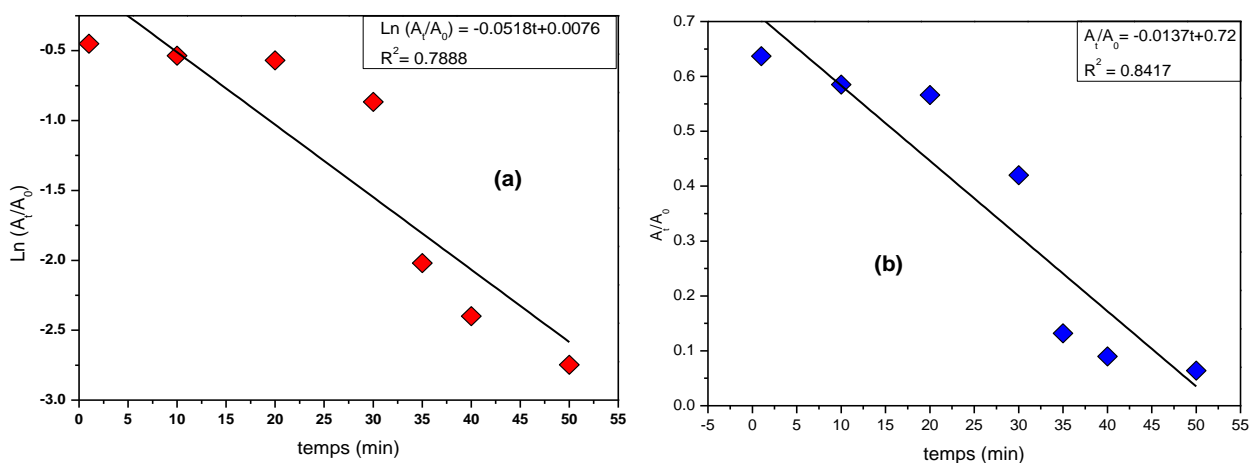 Ln (At/A0) = -0.0518t+0.0076
R2= 0.7888
-0.5
-1.0
-1.5
-2.0
-2.5
-3.0
Ln (At/A0)
(a)
0 5 10 15 20 25 30 35 40 45 50 55
temps (min)
At/A0= -0.0137t+0.72
R2 = 0.8417
0.7
0.6
0.5
0.4
0.3
0.2
0.1
0.0
At/A0
(b)
-5 0 5 10 15 20 25 30 35 40 45 50 55
temps (min)